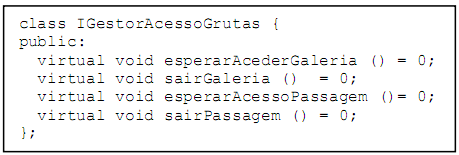 class IGestorAcessoGrutas {
public:
  virtual void esperarAcederGaleria () = 0;
  virtual void sairGaleria ()  = 0;
  virtual void esperarAcessoPassagem ()= 0;
  virtual void sairPassagem () = 0;
};